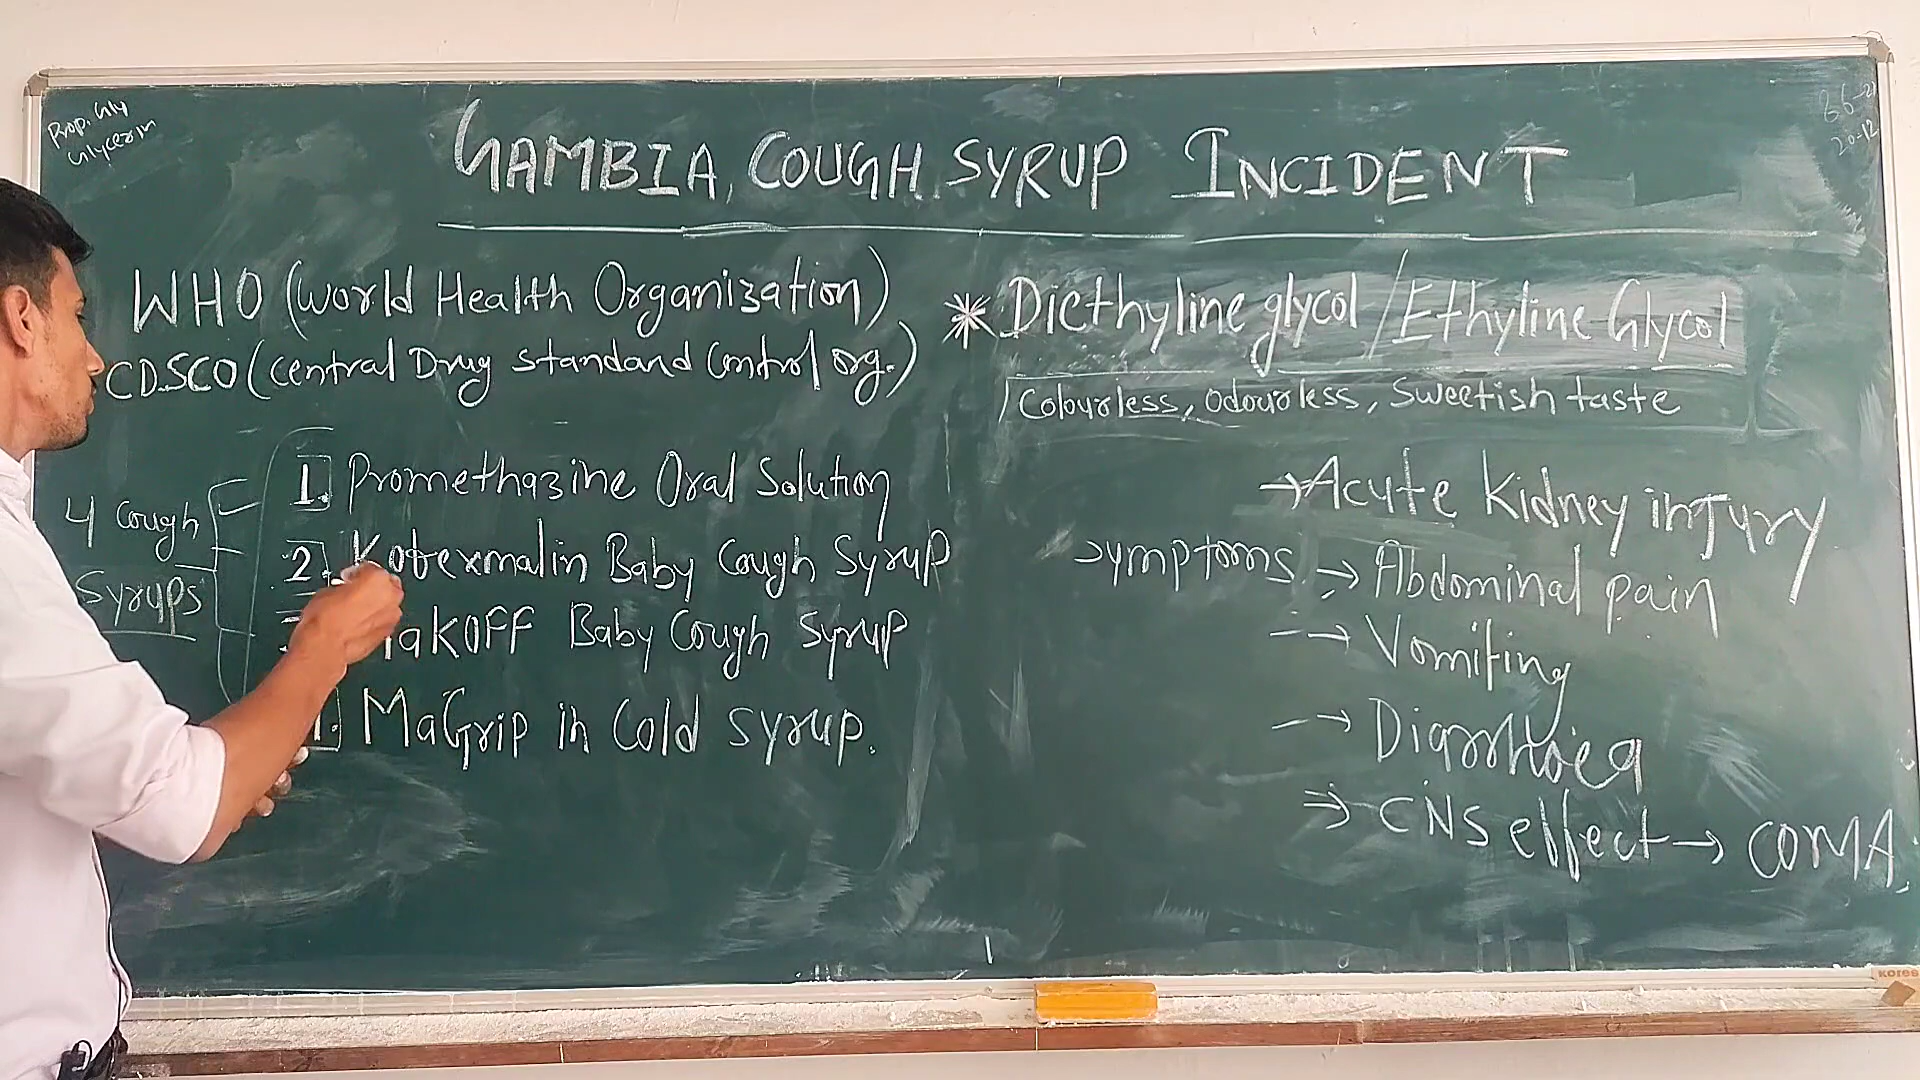 Prop. Gly
Glycerin
GAMBIA, COUGH SYRUP INCIDENT
WHO (World Health Organization)
CDSCO (Central Drug Standard Control org.)
4 Cough
Syrups
1. Promethazine Oral Solution
2. Kofexmalin Baby Cough Syrup
akOFF Baby Cough Syrup
MaGrip in Cold syrup.
* Diethyline glycol / Ethyline Glycol
Colourless, Odourless, Sweetish taste
Symptoms
→ Acute Kidney injury
→ Abdominal pain
→ Vomiting
→ Diarrhoea
⇒ CNS effect → COMA
kores